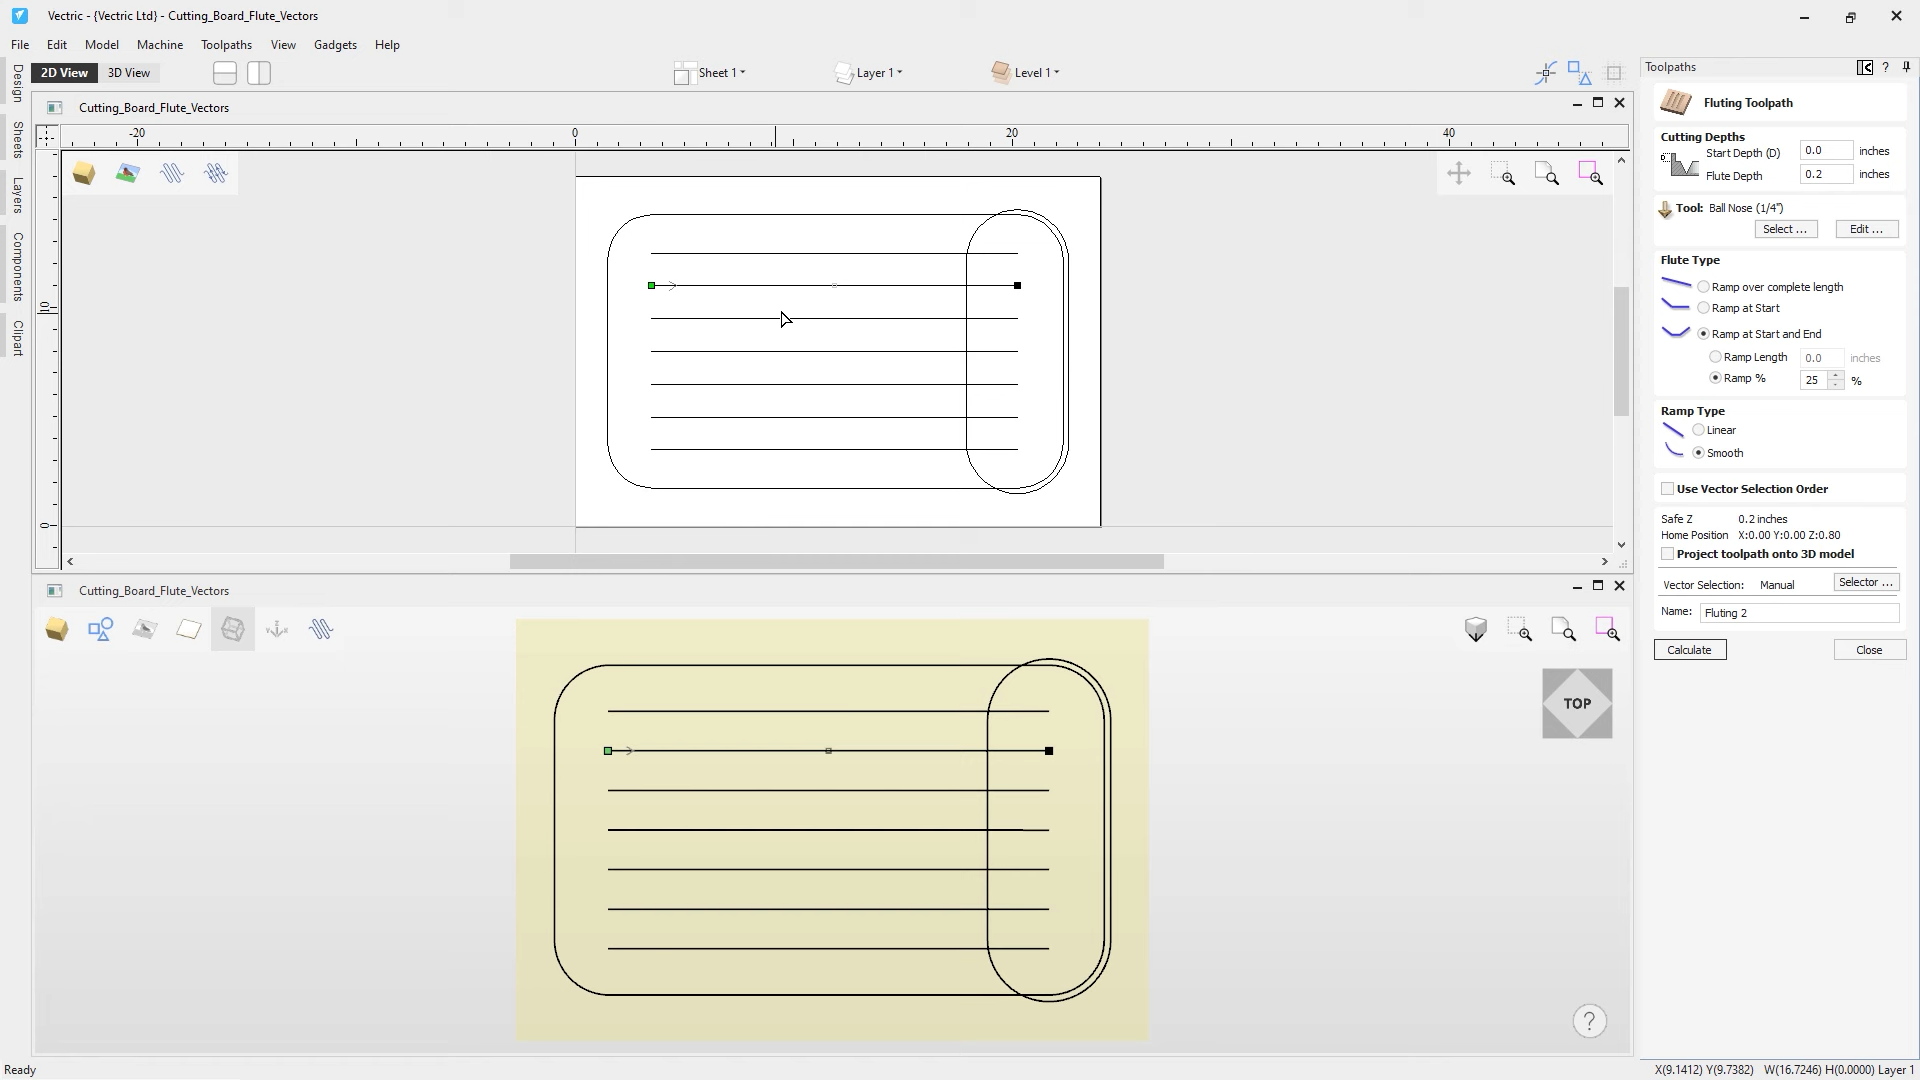 Vectric - {Vectric Ltd} - Cutting_Board_Flute_Vectors
File Edit Model Machine Toolpaths View Gadgets Help
2D View 3D View Sheet 1 Layer 1 Level 1
Design
Sheets
Layers
Components
Clipart
Cutting_Board_Flute_Vectors
-20 0 20 40
10
0
Cutting_Board_Flute_Vectors
TOP
?
Toolpaths
?
Fluting Toolpath
Cutting Depths
Start Depth (D) 0.0 inches
Flute Depth 0.2 inches
Tool: Ball Nose (1/4")
Select ... Edit ...
Flute Type
Ramp over complete length
Ramp at Start
Ramp at Start and End
Ramp Length 0.0 inches
Ramp % 25 %
Ramp Type
Linear
Smooth
Use Vector Selection Order
Safe Z 0.2 inches
Home Position X:0.00 Y:0.00 Z:0.80
Project toolpath onto 3D model
Vector Selection: Manual Selector ...
Name: Fluting 2
Calculate Close
Ready
X(9.1412) Y(9.7382) W(16.7246) H(0.0000) Layer 1